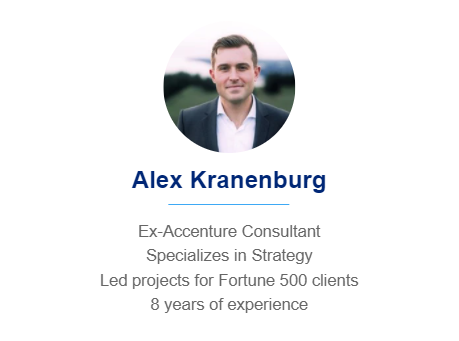 Alex Kranenburg
Ex-Accenture Consultant
Specializes in Strategy
Led projects for Fortune 500 clients
8 years of experience